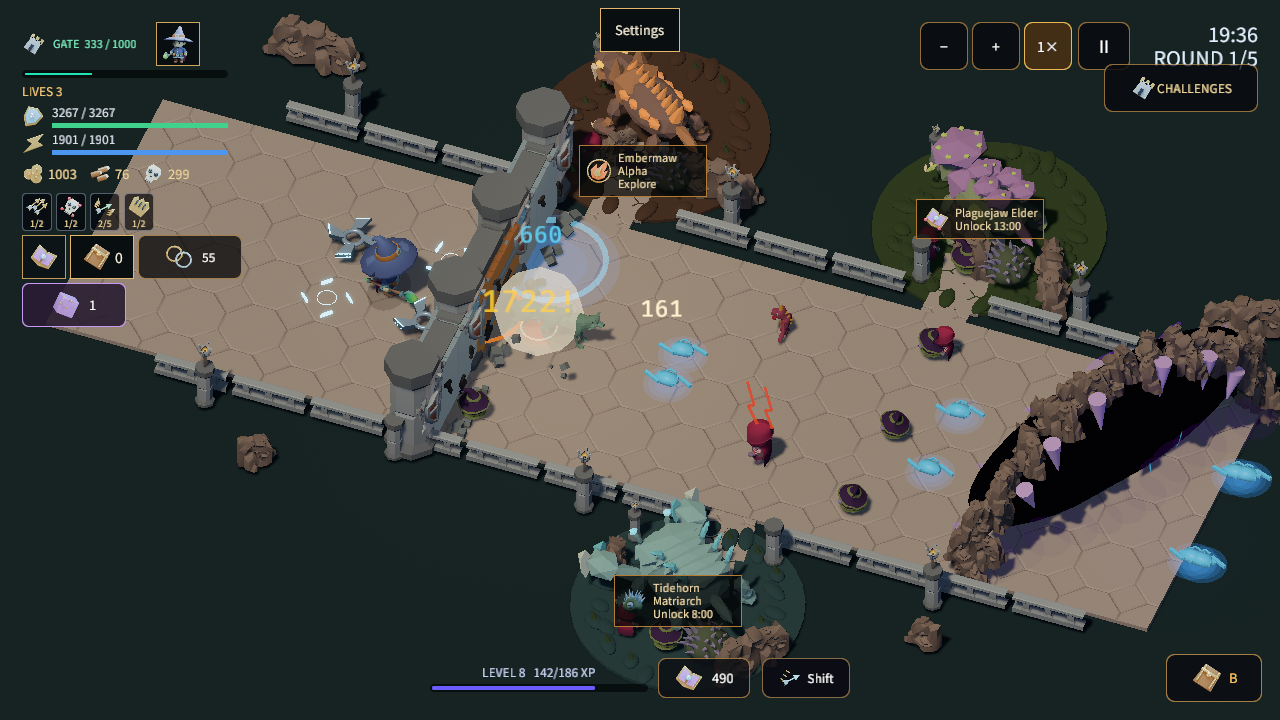 Settings
GATE 333 / 1000
- + 1× II
19:36
ROUND 1/5
CHALLENGES
LIVES 3
3267 / 3267
1901 / 1901
1003 76 299
1/2 1/2 2/5 1/2
0 55
1
Embermaw
Alpha
Explore
Plaguejaw Elder
Unlock 13:00
660
1722!
161
Tidehorn
Matriarch
Unlock 8:00
LEVEL 8 142/186 XP
490
Shift
B